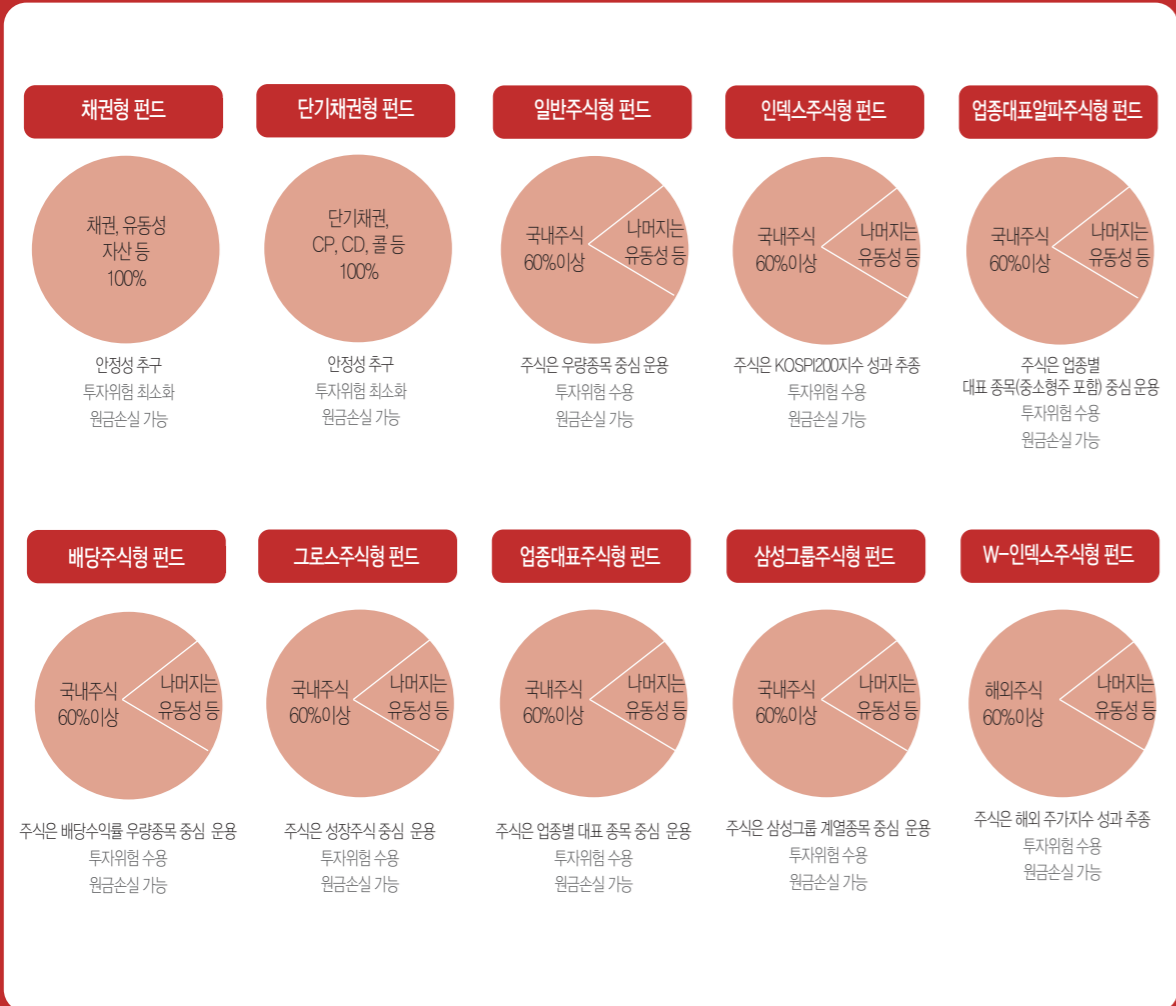 채권형 펀드
채권, 유동성
자산 등
100%
안정성 추구
투자위험 최소화
원금손실 가능
단기채권형 펀드
단기채권,
CP, CD, 콜 등
100%
안정성 추구
투자위험 최소화
원금손실 가능
일반주식형 펀드
국내주식
60%이상
나머지는
유동성 등
주식은 우량종목 중심 운용
투자위험 수용
원금손실 가능
인덱스주식형 펀드
국내주식
60%이상
나머지는
유동성 등
주식은 KOSPI200지수 성과 추종
투자위험 수용
원금손실 가능
업종대표알파주식형 펀드
국내주식
60%이상
나머지는
유동성 등
주식은 업종별
대표 종목(중소형주 포함) 중심 운용
투자위험 수용
원금손실 가능
배당주식형 펀드
국내주식
60%이상
나머지는
유동성 등
주식은 배당수익률 우량종목 중심 운용
투자위험 수용
원금손실 가능
그로스주식형 펀드
국내주식
60%이상
나머지는
유동성 등
주식은 성장주식 중심 운용
투자위험 수용
원금손실 가능
업종대표주식형 펀드
국내주식
60%이상
나머지는
유동성 등
주식은 업종별 대표 종목 중심 운용
투자위험 수용
원금손실 가능
삼성그룹주식형 펀드
국내주식
60%이상
나머지는
유동성 등
주식은 삼성그룹 계열종목 중심 운용
투자위험 수용
원금손실 가능
W-인덱스주식형 펀드
해외주식
60%이상
나머지는
유동성 등
주식은 해외 주가지수 성과 추종
투자위험 수용
원금손실 가능